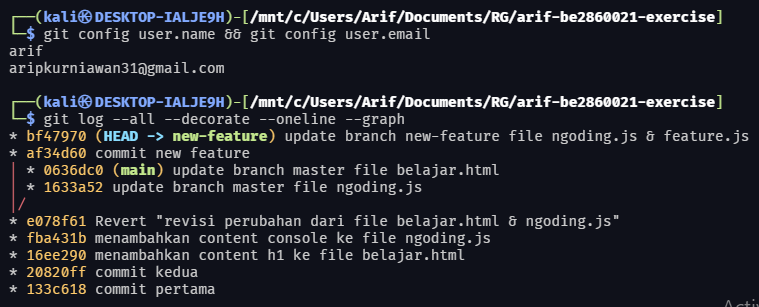 ┌──(kali㉿DESKTOP-IALJE9H)-[/mnt/c/Users/Arif/Documents/RG/arif-be2860021-exercise]
└─$ git config user.name && git config user.email
arif
aripkurniawan31@gmail.com
┌──(kali㉿DESKTOP-IALJE9H)-[/mnt/c/Users/Arif/Documents/RG/arif-be2860021-exercise]
└─$ git log --all --decorate --oneline --graph
* bf47970 (HEAD -> new-feature) update branch new-feature file ngoding.js & feature.js
* af34d60 commit new feature
| * 0636dc0 (main) update branch master file belajar.html
| * 1633a52 update branch master file ngoding.js
|/
* e078f61 Revert "revisi perubahan dari file belajar.html & ngoding.js"
* fba431b menambahkan content console ke file ngoding.js
* 16ee290 menambahkan content h1 ke file belajar.html
* 20820ff commit kedua
* 133c618 commit pertama